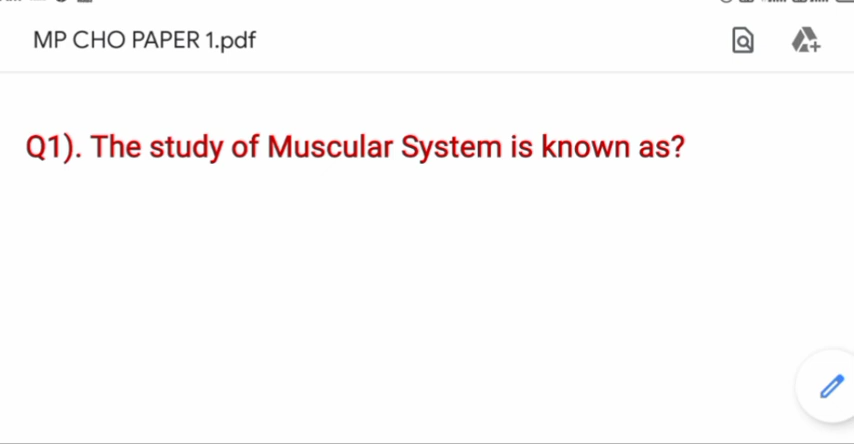 MP CHO PAPER 1.pdf
Q1). The study of Muscular System is known as?